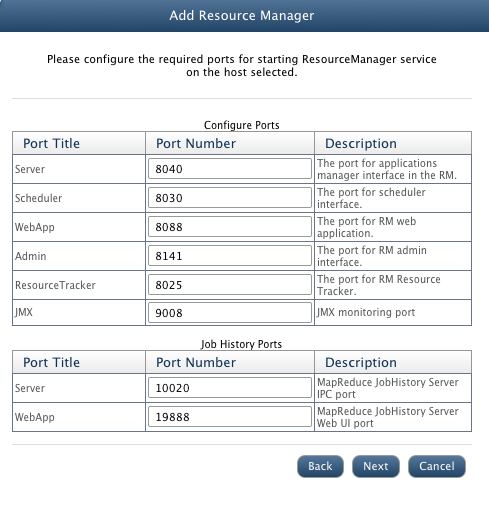 Add Resource Manager
Please configure the required ports for starting ResourceManager service
on the host selected.
Configure Ports
Port Title Port Number Description
Server 8040 The port for applications
manager interface in the RM.
Scheduler 8030 The port for scheduler
interface.
WebApp 8088 The port for RM web
application.
Admin 8141 The port for RM admin
interface.
ResourceTracker 8025 The port for RM Resource
Tracker.
JMX 9008 JMX monitoring port
Job History Ports
Port Title Port Number Description
Server 10020 MapReduce JobHistory Server
IPC port
WebApp 19888 MapReduce JobHistory Server
Web UI port
Back Next Cancel